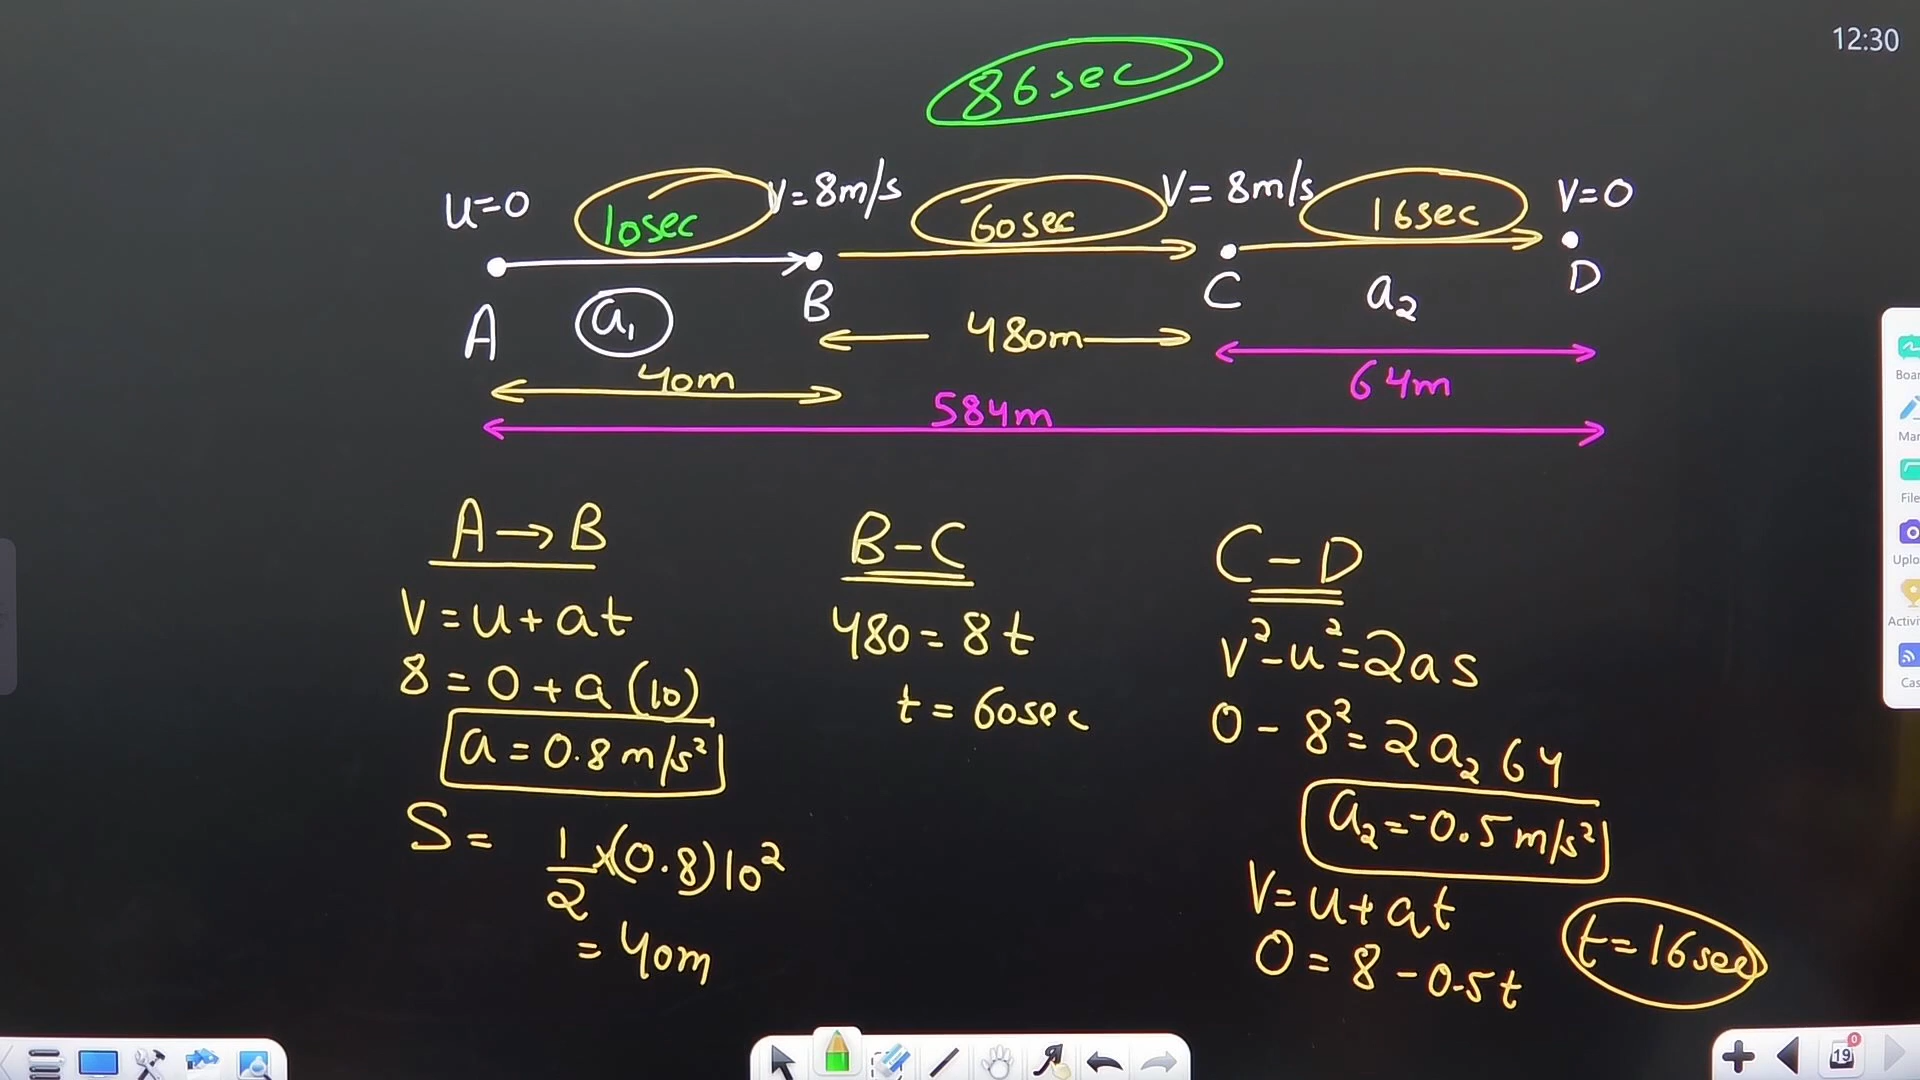 12:30
86sec
u=0 10sec V=8m/s 60sec V=8m/s 16sec V=0
A a₁ B C a₂ D
480m
40m 64m
584m
A→B
V=u+at
8=0+a(10)
a=0.8m/s²
S= 1/2×(0.8)10²
=40m
B-C
480=8t
t=60sec
C-D
V²-u²=2as
0-8²=2a₂64
a₂=-0.5m/s²
V=u+at
0=8-0.5t
t=16sec
Boar
Mar
File
Uplo
Activi
Cas
19
0